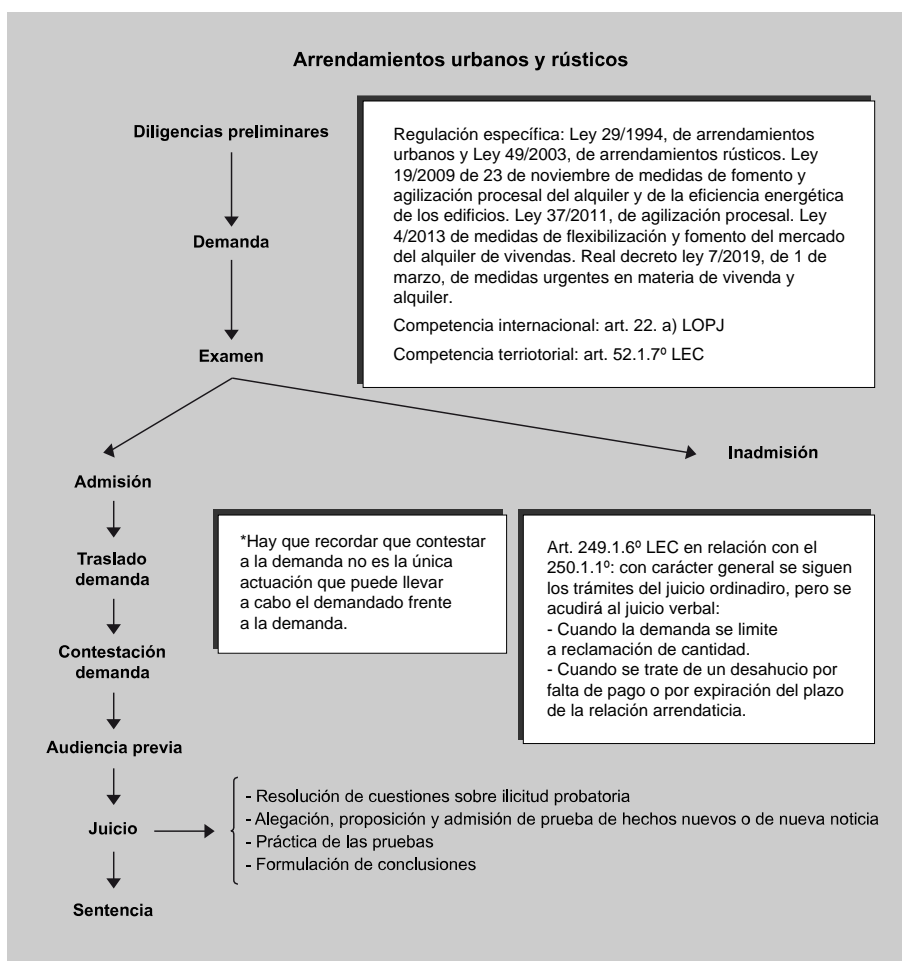 Arrendamientos urbanos y rústicos
Diligencias preliminares
Demanda
Examen
Regulación específica: Ley 29/1994, de arrendamientos
urbanos y Ley 49/2003, de arrendamientos rústicos. Ley
19/2009 de 23 de noviembre de medidas de fomento y
agilización procesal del alquiler y de la eficiencia energética
de los edificios. Ley 37/2011, de agilización procesal. Ley
4/2013 de medidas de flexibilización y fomento del mercado
del alquiler de viviendas. Real decreto ley 7/2019, de 1 de
marzo, de medidas urgentes en materia de vivenda y
alquiler.
Competencia internacional: art. 22. a) LOPJ
Competencia terriotorial: art. 52.1.7º LEC
Inadmisión
Admisión
Traslado
demanda
Contestación
demanda
Audiencia previa
*Hay que recordar que contestar
a la demanda no es la única
actuación que puede llevar
a cabo el demandado frente
a la demanda.
Art. 249.1.6º LEC en relación con el
250.1.1º: con carácter general se siguen
los trámites del juicio ordinadiro, pero se
acudirá al juicio verbal:
- Cuando la demanda se limite
a reclamación de cantidad.
- Cuando se trate de un desahucio por
falta de pago o por expiración del plazo
de la relación arrendaticia.
Juicio
- Resolución de cuestiones sobre ilicitud probatoria
- Alegación, proposición y admisión de prueba de hechos nuevos o de nueva noticia
- Práctica de las pruebas
- Formulación de conclusiones
Sentencia